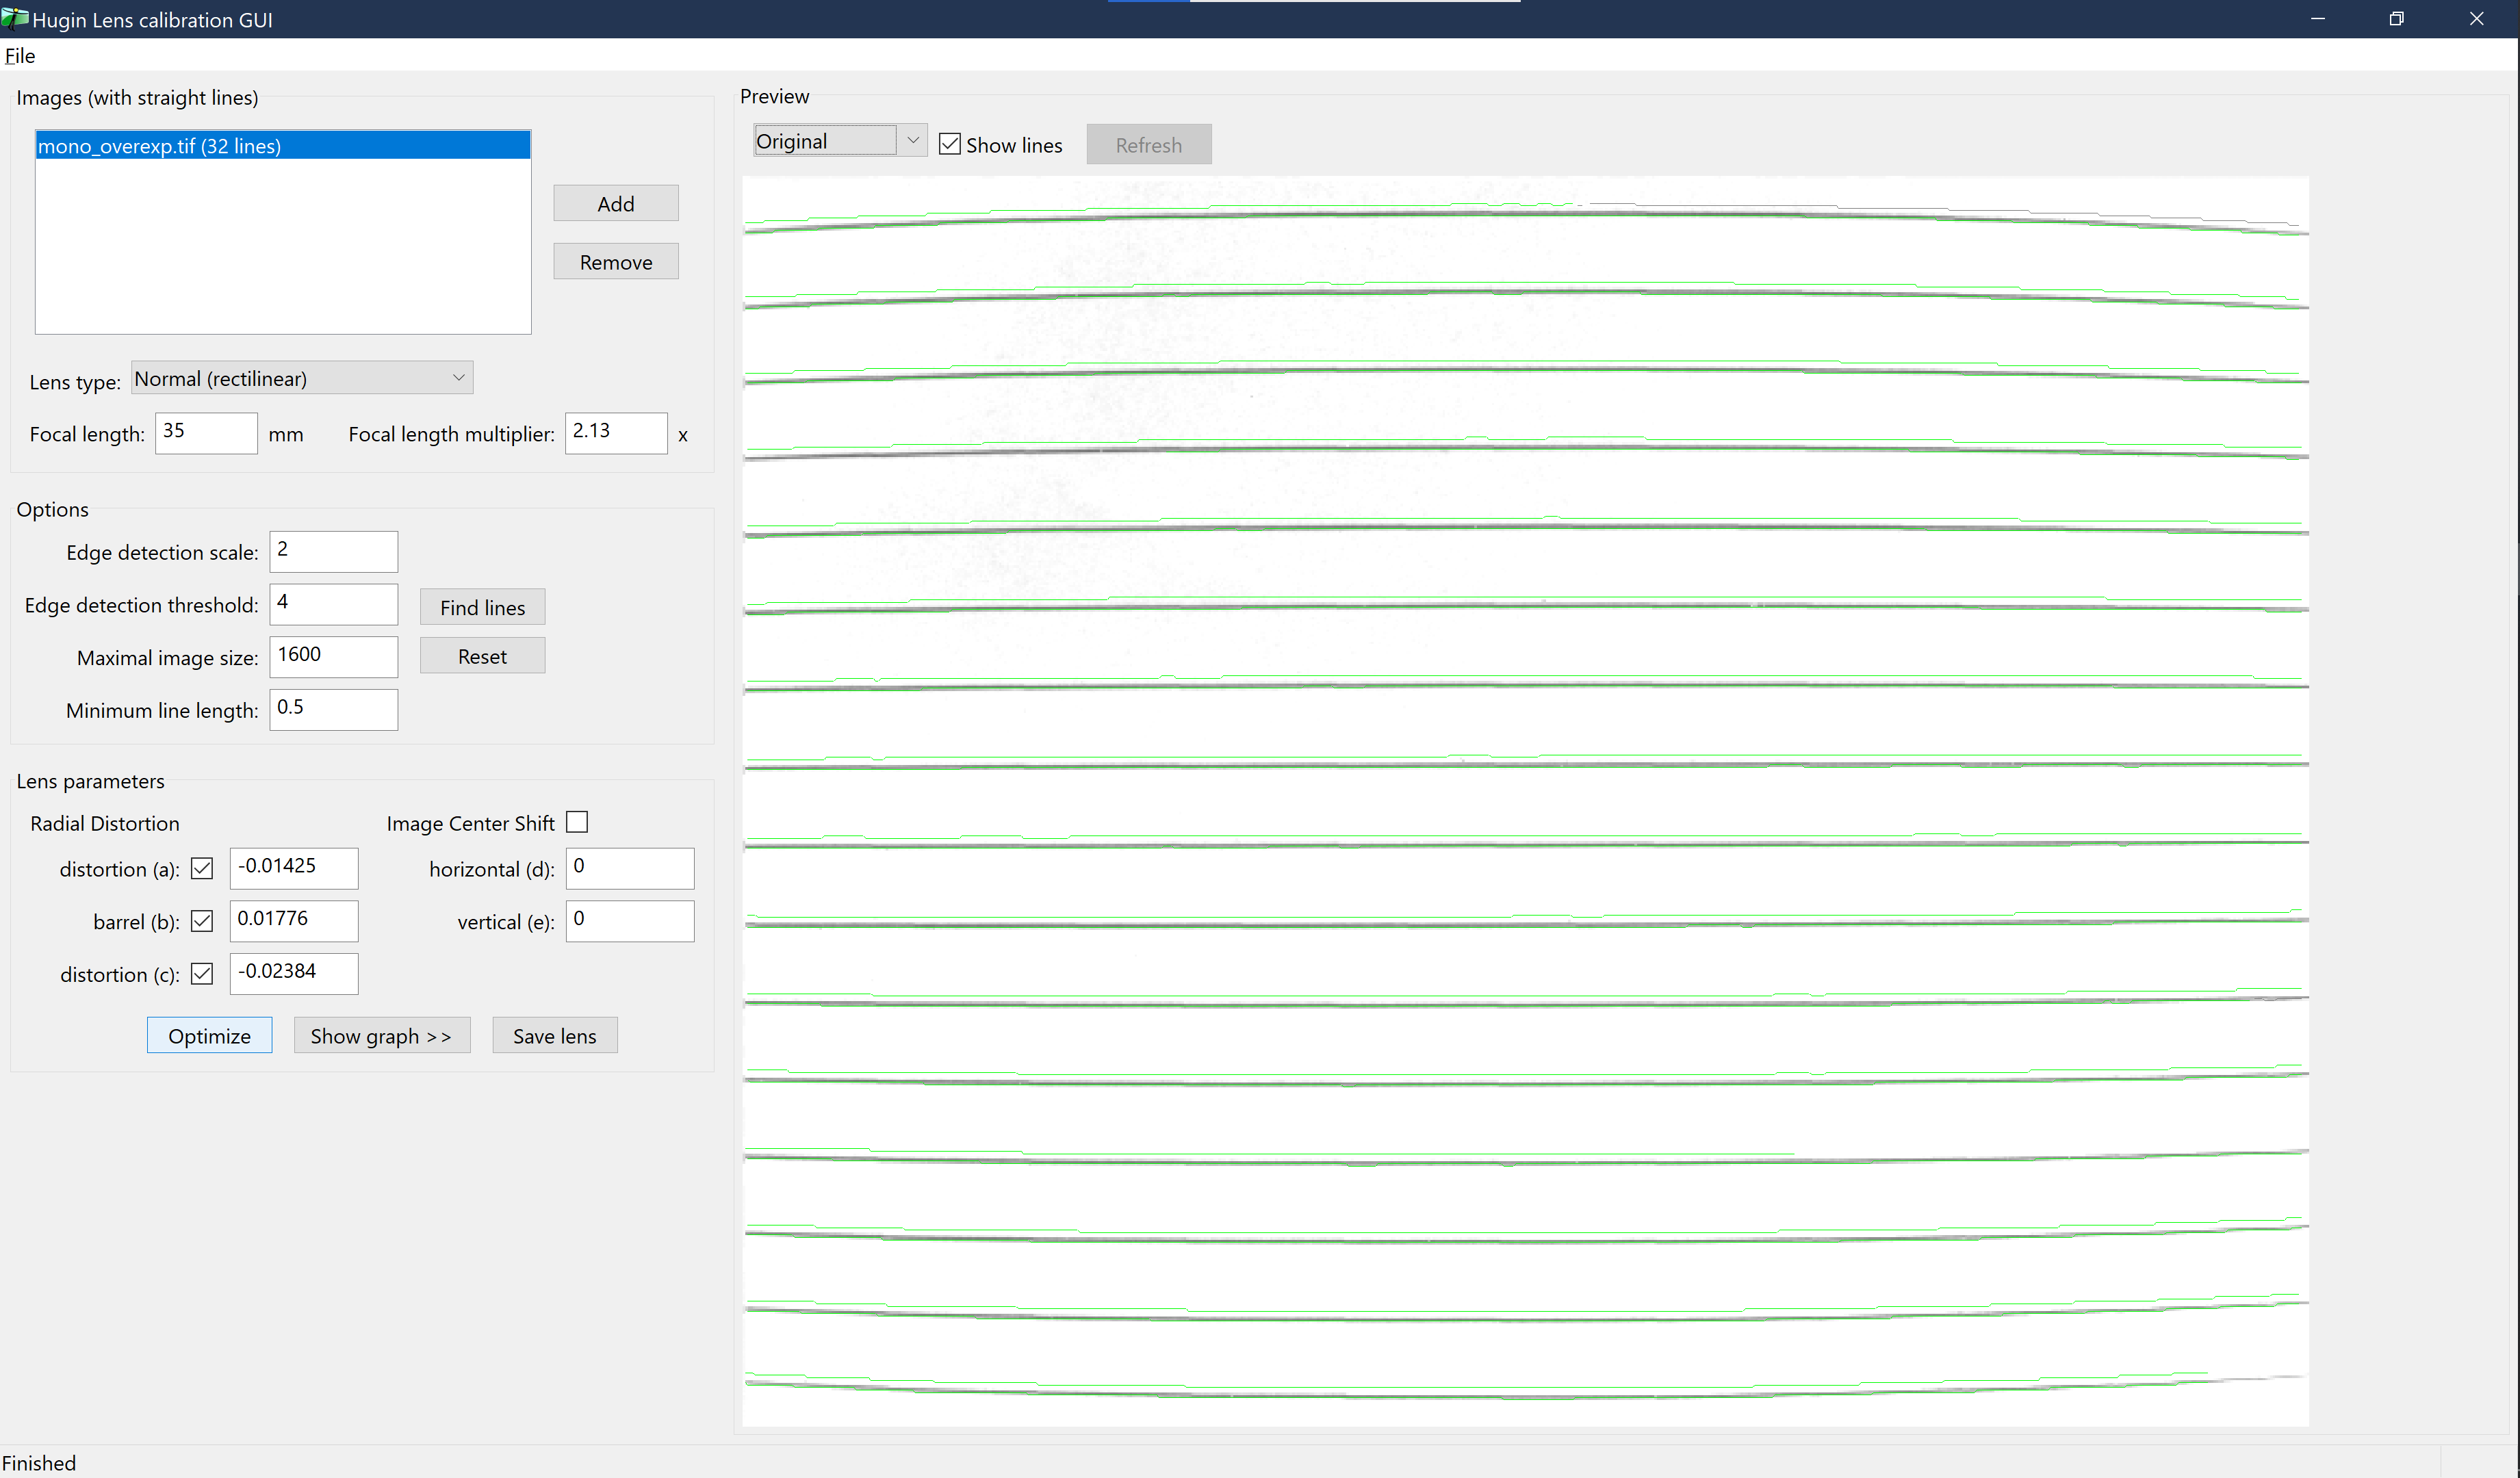 Hugin Lens calibration GUI
File
Images (with straight lines)
mono_overexp.tif (32 lines)
Add
Remove
Lens type: Normal (rectilinear)
Focal length: 35 mm Focal length multiplier: 2.13 x
Options
Edge detection scale: 2
Edge detection threshold: 4 Find lines
Maximal image size: 1600 Reset
Minimum line length: 0.5
Lens parameters
Radial Distortion Image Center Shift
distortion (a): -0.01425 horizontal (d): 0
barrel (b): 0.01776 vertical (e): 0
distortion (c): -0.02384
Optimize Show graph >> Save lens
Preview
Original Show lines Refresh
Finished